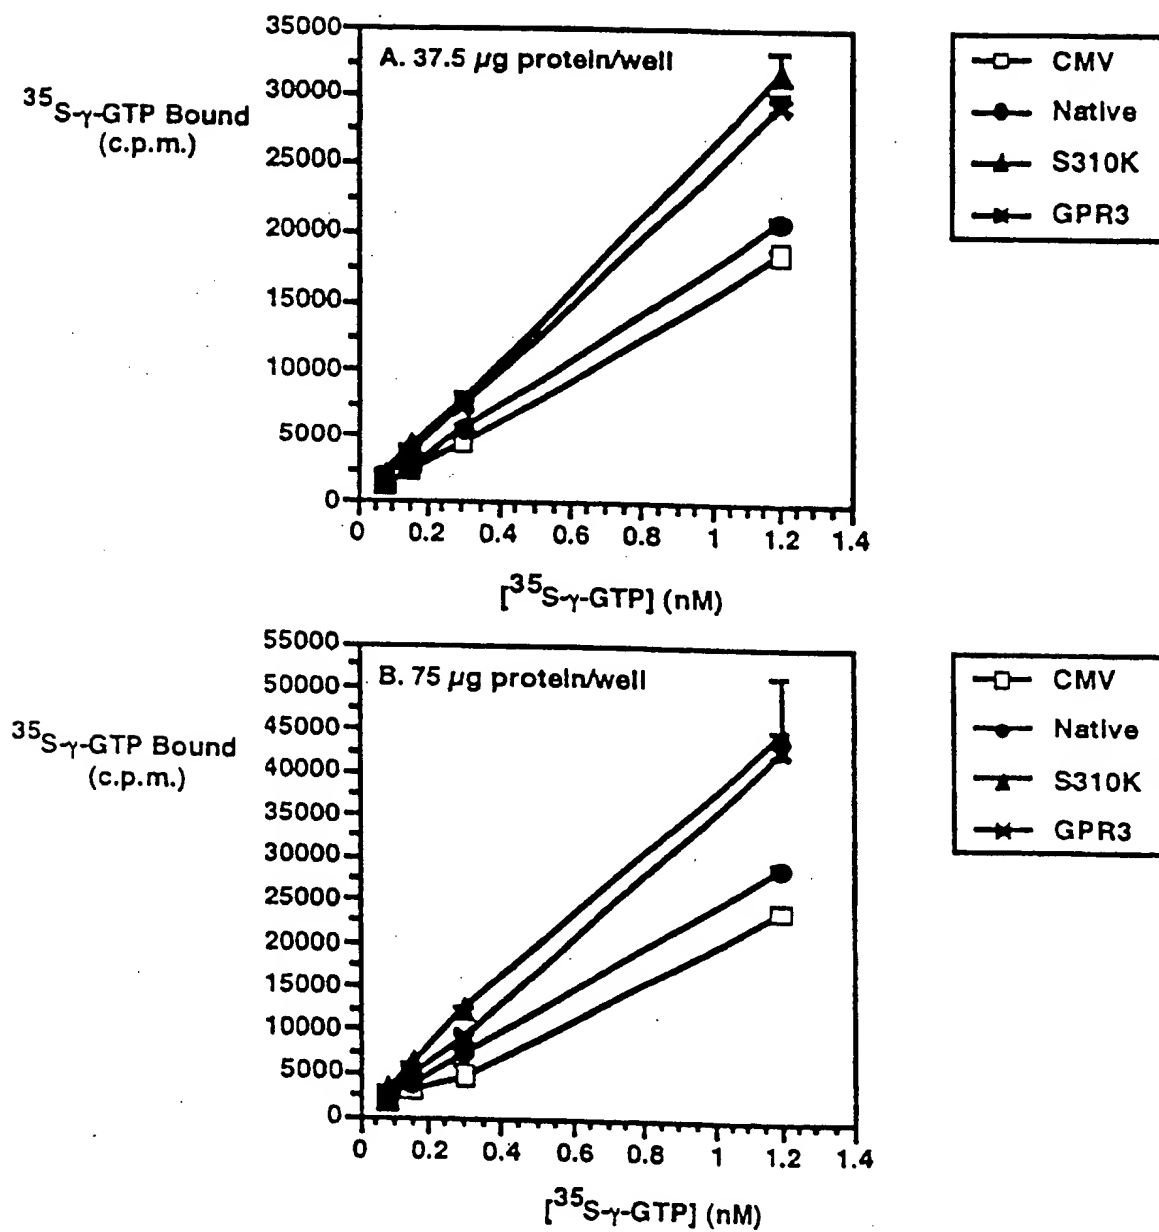 35000
30000
25000
20000
15000
10000
5000
0
A. 37.5 µg protein/well
³⁵S-γ-GTP Bound
(c.p.m.)
0 0.2 0.4 0.6 0.8 1 1.2 1.4
[³⁵S-γ-GTP] (nM)
CMV
Native
S310K
GPR3
55000
50000
45000
40000
35000
30000
25000
20000
15000
10000
5000
0
B. 75 µg protein/well
³⁵S-γ-GTP Bound
(c.p.m.)
0 0.2 0.4 0.6 0.8 1 1.2 1.4
[³⁵S-γ-GTP] (nM)
CMV
Native
S310K
GPR3